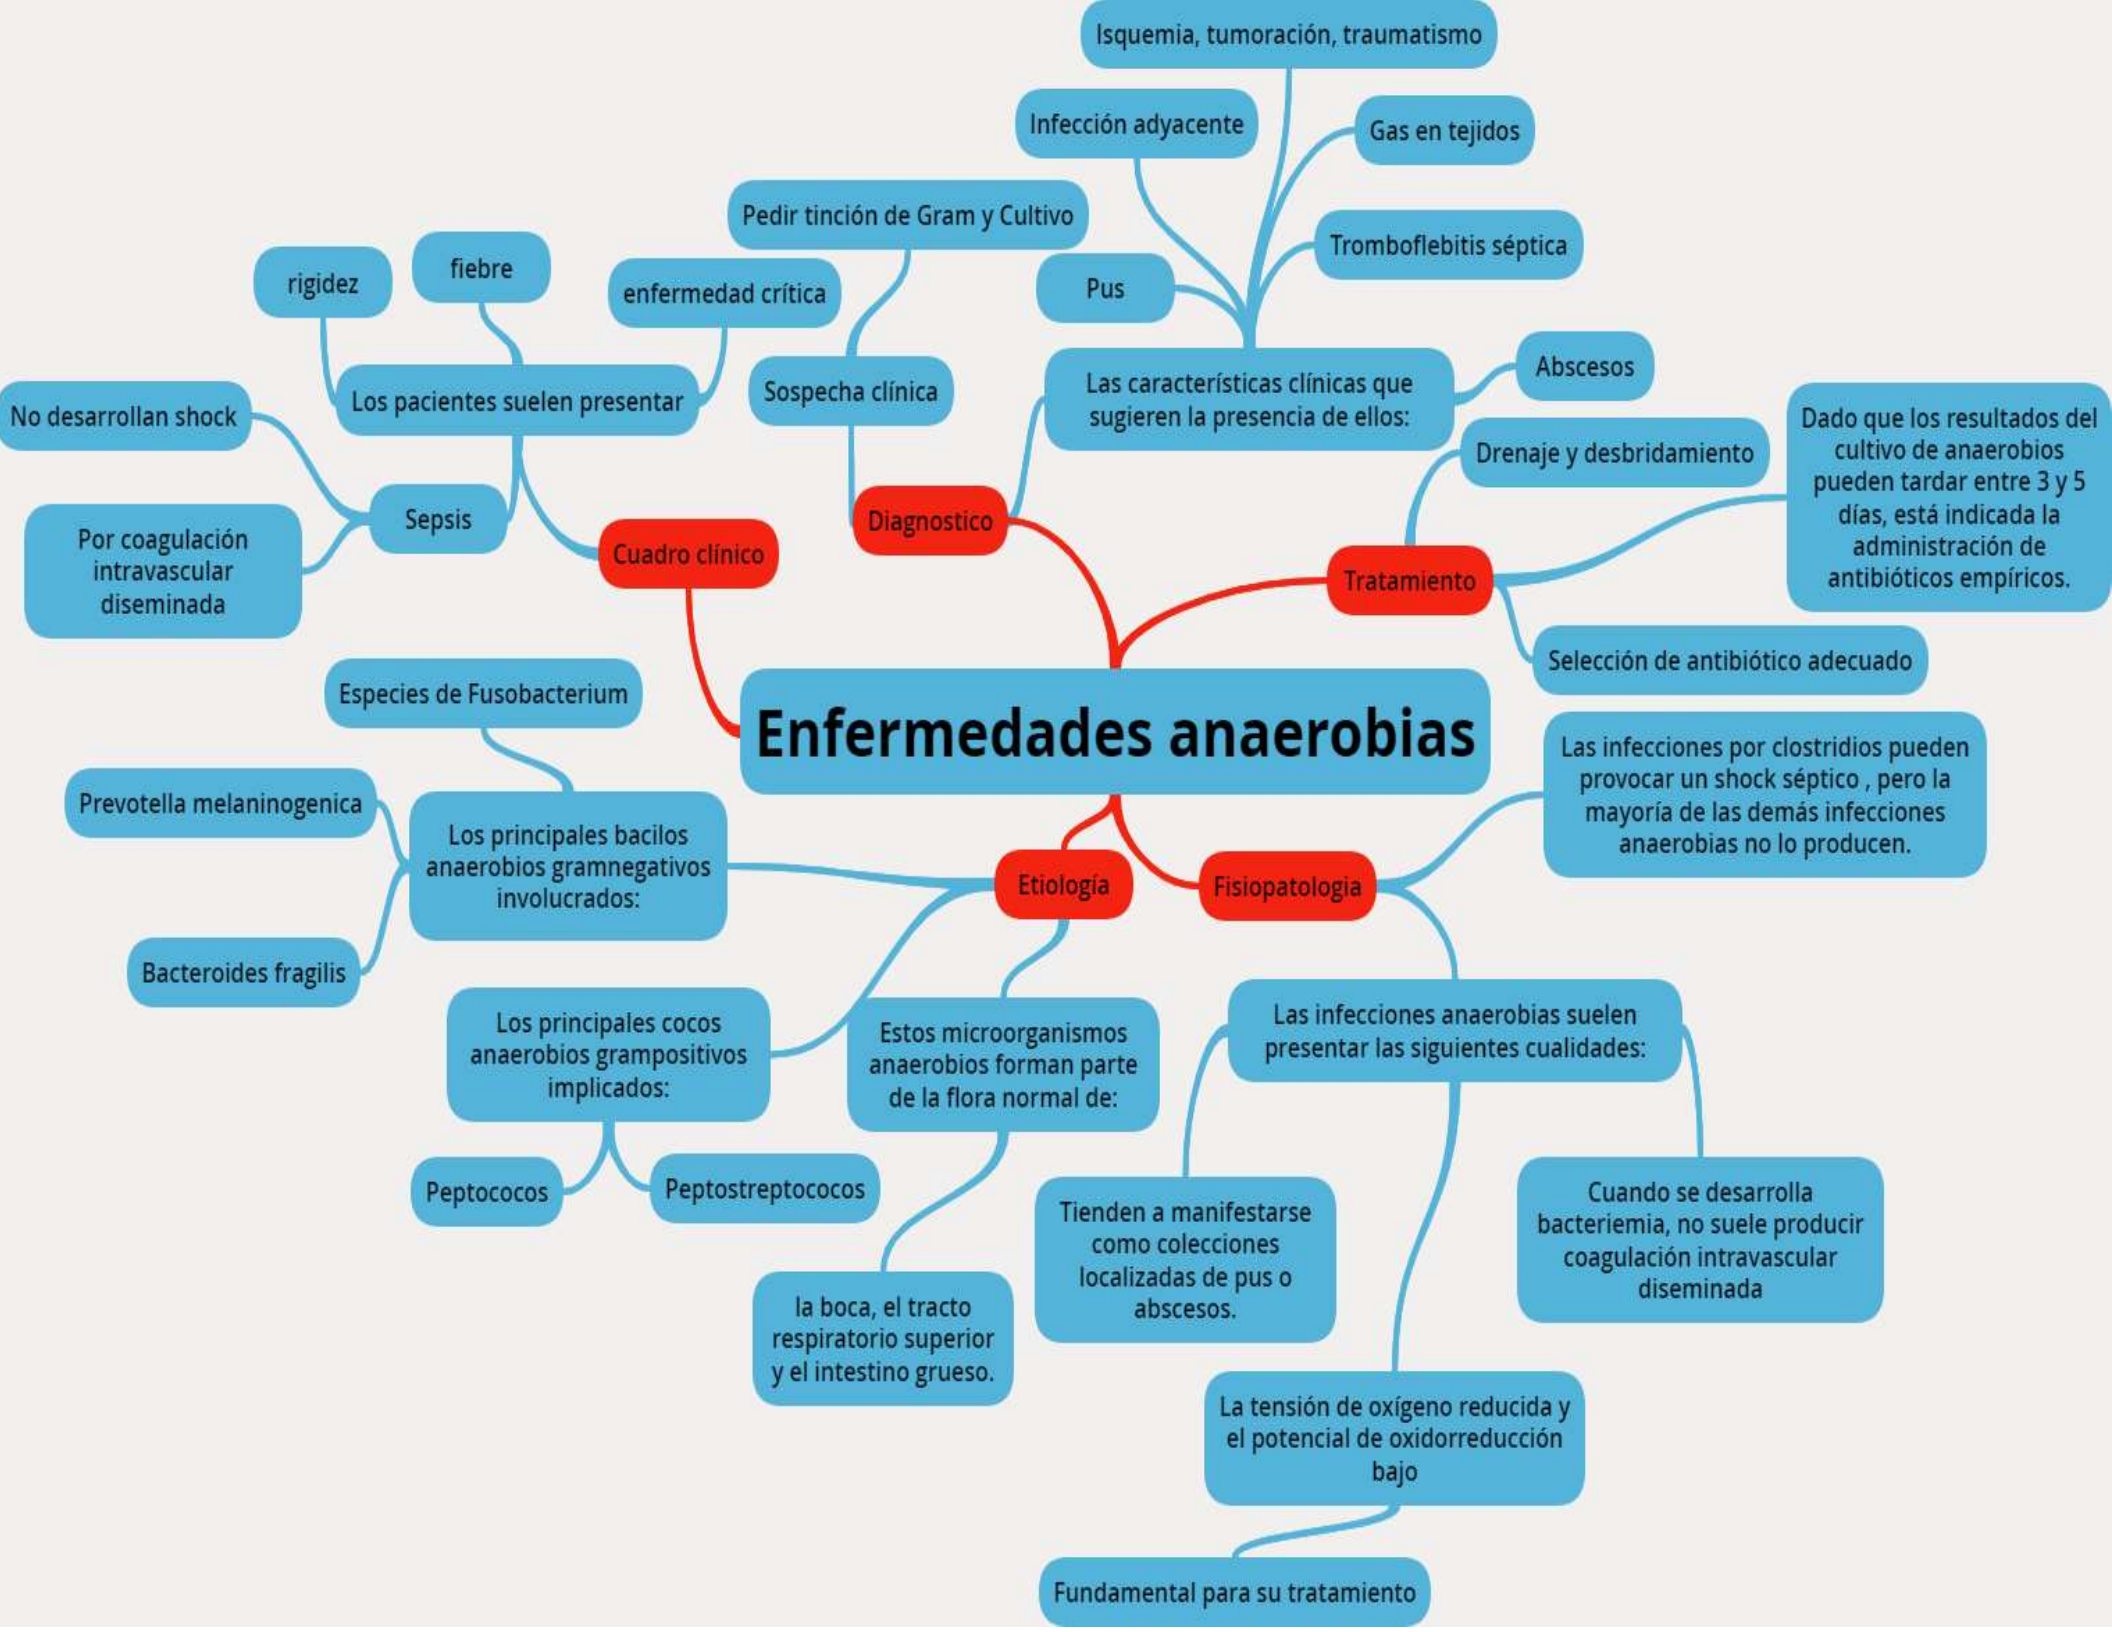 Isquemia, tumoración, traumatismo
Infección adyacente
Gas en tejidos
Pedir tinción de Gram y Cultivo
Tromboflebitis séptica
rigidez
fiebre
enfermedad crítica
Pus
Sospecha clínica
Las características clínicas que
sugieren la presencia de ellos:
Abscesos
Los pacientes suelen presentar
No desarrollan shock
Drenaje y desbridamiento
Dado que los resultados del
cultivo de anaerobios
pueden tardar entre 3 y 5
días, está indicada la
administración de
antibióticos empíricos.
Sepsis
Diagnostico
Por coagulación
intravascular
diseminada
Cuadro clínico
Tratamiento
Selección de antibiótico adecuado
Especies de Fusobacterium
Enfermedades anaerobias
Las infecciones por clostridios pueden
provocar un shock séptico , pero la
mayoría de las demás infecciones
anaerobias no lo producen.
Prevotella melaninogenica
Los principales bacilos
anaerobios gramnegativos
involucrados:
Etiología
Fisiopatologia
Bacteroides fragilis
Los principales cocos
anaerobios grampositivos
implicados:
Estos microorganismos
anaerobios forman parte
de la flora normal de:
Las infecciones anaerobias suelen
presentar las siguientes cualidades:
Peptococos
Peptostreptococos
Tienden a manifestarse
como colecciones
localizadas de pus o
abscesos.
Cuando se desarrolla
bacteriemia, no suele producir
coagulación intravascular
diseminada
la boca, el tracto
respiratorio superior
y el intestino grueso.
La tensión de oxígeno reducida y
el potencial de oxidorreducción
bajo
Fundamental para su tratamiento